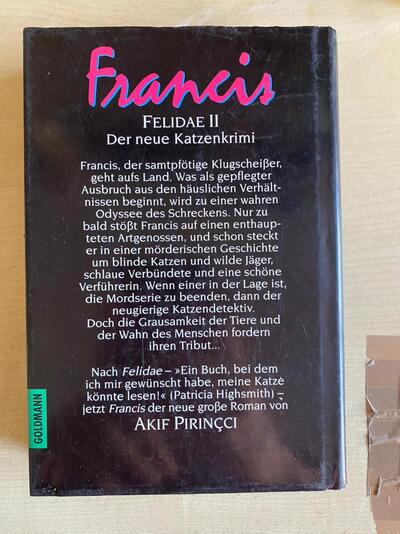 Francis
FELIDAE II
Der neue Katzenkrimi
Francis, der samtpfötige Klugscheißer,
geht aufs Land. Was als gepflegter
Ausbruch aus den häuslichen Verhält-
nissen beginnt, wird zu einer wahren
Odyssee des Schreckens. Nur zu
bald stößt Francis auf einen enthaup-
teten Artgenossen, und schon steckt
er in einer mörderischen Geschichte
um blinde Katzen und wilde Jäger,
schlaue Verbündete und eine schöne
Verführerin. Wenn einer in der Lage ist,
die Mordserie zu beenden, dann der
neugierige Katzendetektiv.
Doch die Grausamkeit der Tiere und
der Wahn des Menschen fordern
ihren Tribut...
Nach Felidae – »Ein Buch, bei dem
ich mir gewünscht habe, meine Katze
könnte lesen!« (Patricia Highsmith) –
jetzt Francis der neue große Roman von
AKIF PIRINÇCI
GOLDMANN